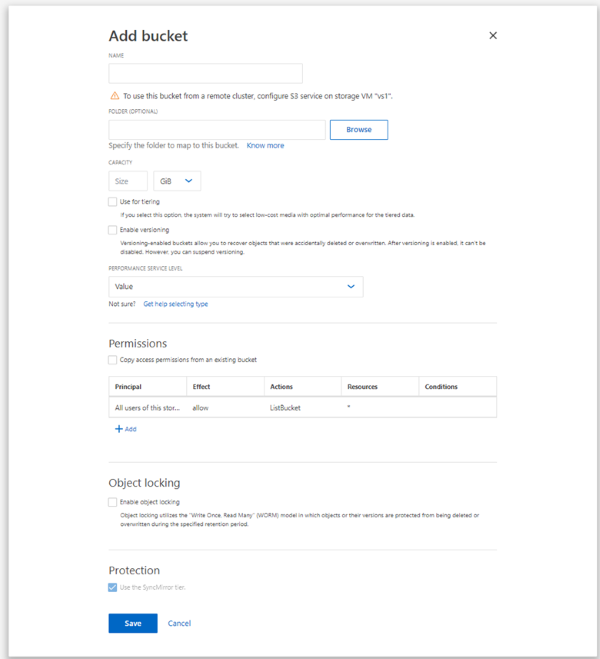 Add bucket
NAME
To use this bucket from a remote cluster, configure S3 service on storage VM "vs1".
FOLDER (OPTIONAL)
Browse
Specify the folder to map to this bucket. Know more
CAPACITY
Size GiB
Use for tiering
If you select this option, the system will try to select low-cost media with optimal performance for the tiered data.
Enable versioning
Versioning-enabled buckets allow you to recover objects that were accidentally deleted or overwritten. After versioning is enabled, it can't be
disabled. However, you can suspend versioning.
PERFORMANCE SERVICE LEVEL
Value
Not sure? Get help selecting type
Permissions
Copy access permissions from an existing bucket
Principal Effect Actions Resources Conditions
All users of this stor... allow ListBucket *
+ Add
Object locking
Enable object locking
Object locking utilizes the "Write Once, Read Many" (WORM) model in which objects or their versions are protected from being deleted or
overwritten during the specified retention period.
Protection
Use the SyncMirror tier.
Save Cancel